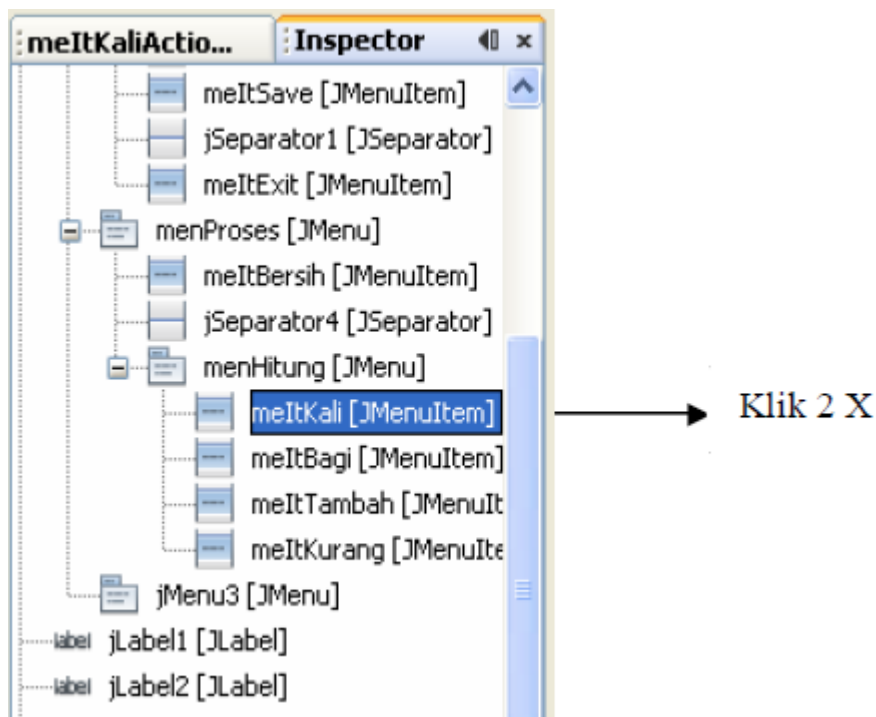 meItKaliActio... Inspector
meItSave [JMenuItem]
jSeparator1 [JSeparator]
meItExit [JMenuItem]
menProses [JMenu]
meItBersih [JMenuItem]
jSeparator4 [JSeparator]
menHitung [JMenu]
meItKali [JMenuItem]
Klik 2 X
meItBagi [JMenuItem]
meItTambah [JMenuIt
meItKurang [JMenuIte
jMenu3 [JMenu]
label jLabel1 [JLabel]
label jLabel2 [JLabel]